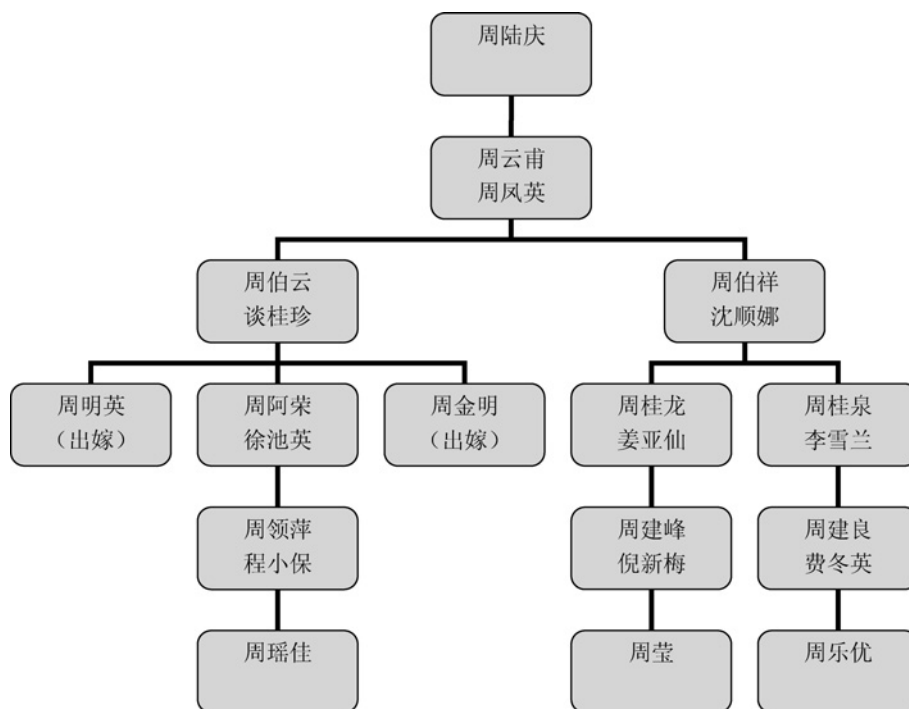 周陆庆
周云甫
周凤英
周伯云
谈桂珍
周伯祥
沈顺娜
周明英
（出嫁）
周阿荣
徐池英
周金明
（出嫁）
周桂龙
姜亚仙
周桂泉
李雪兰
周领萍
程小保
周建峰
倪新梅
周建良
费冬英
周瑶佳
周莹
周乐优